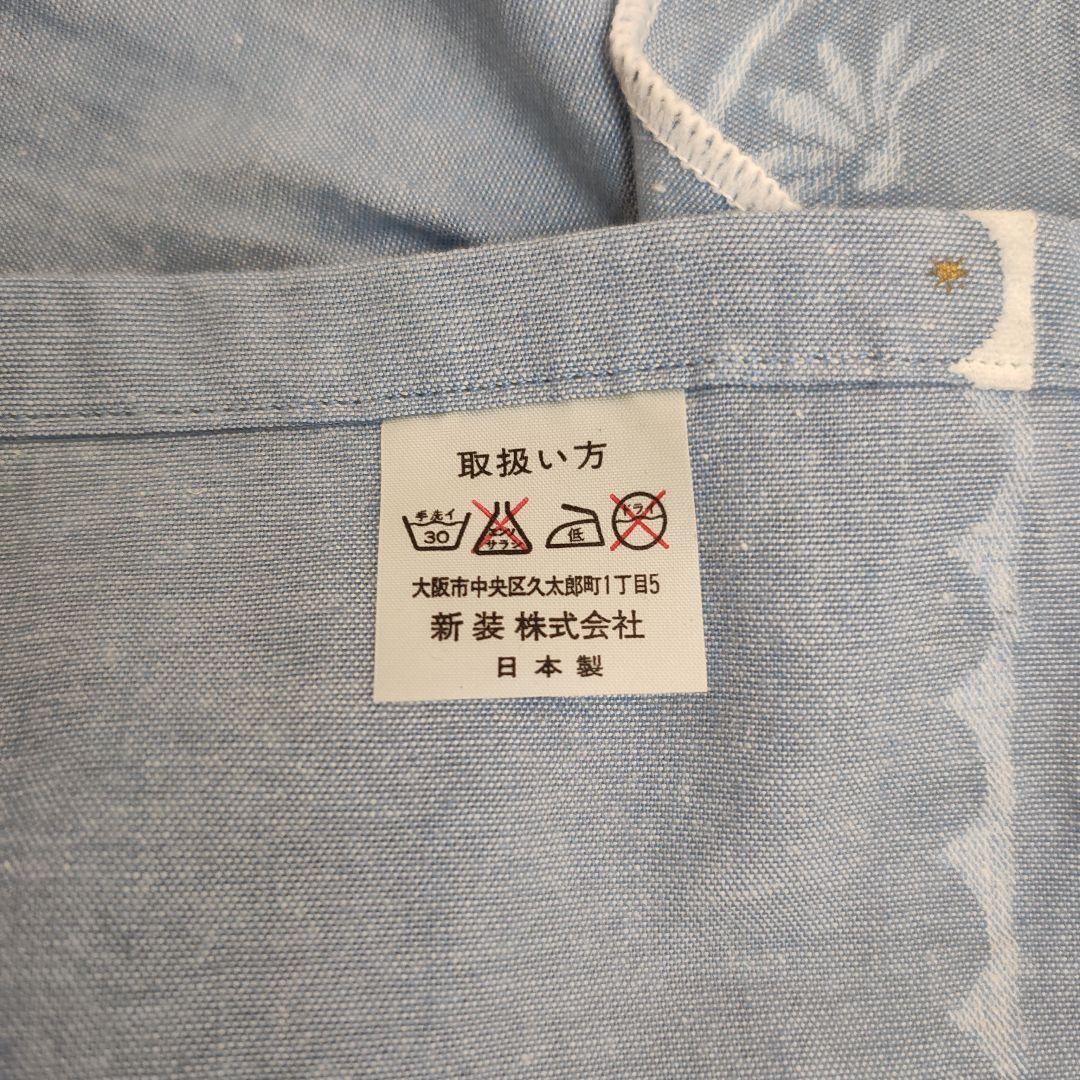 取扱い方
手洗イ
30
エンソ
サラシ
低
ドライ
大阪市中央区久太郎町1丁目5
新装株式会社
日本製